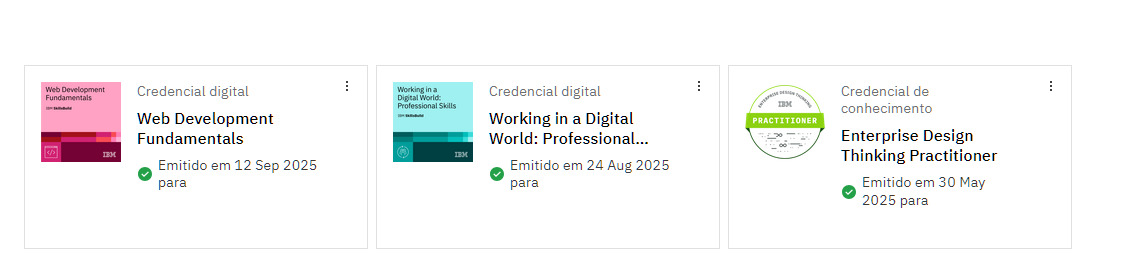 Web Development
Fundamentals
IBM SkillsBuild
IBM
Credencial digital
Web Development
Fundamentals
Emitido em 12 Sep 2025
para
Working in a
Digital World:
Professional Skills
IBM SkillsBuild
IBM
Credencial digital
Working in a Digital
World: Professional...
Emitido em 24 Aug 2025
para
ENTERPRISE DESIGN THINKING
IBM
PRACTITIONER
Credencial de
conhecimento
Enterprise Design
Thinking Practitioner
Emitido em 30 May
2025 para